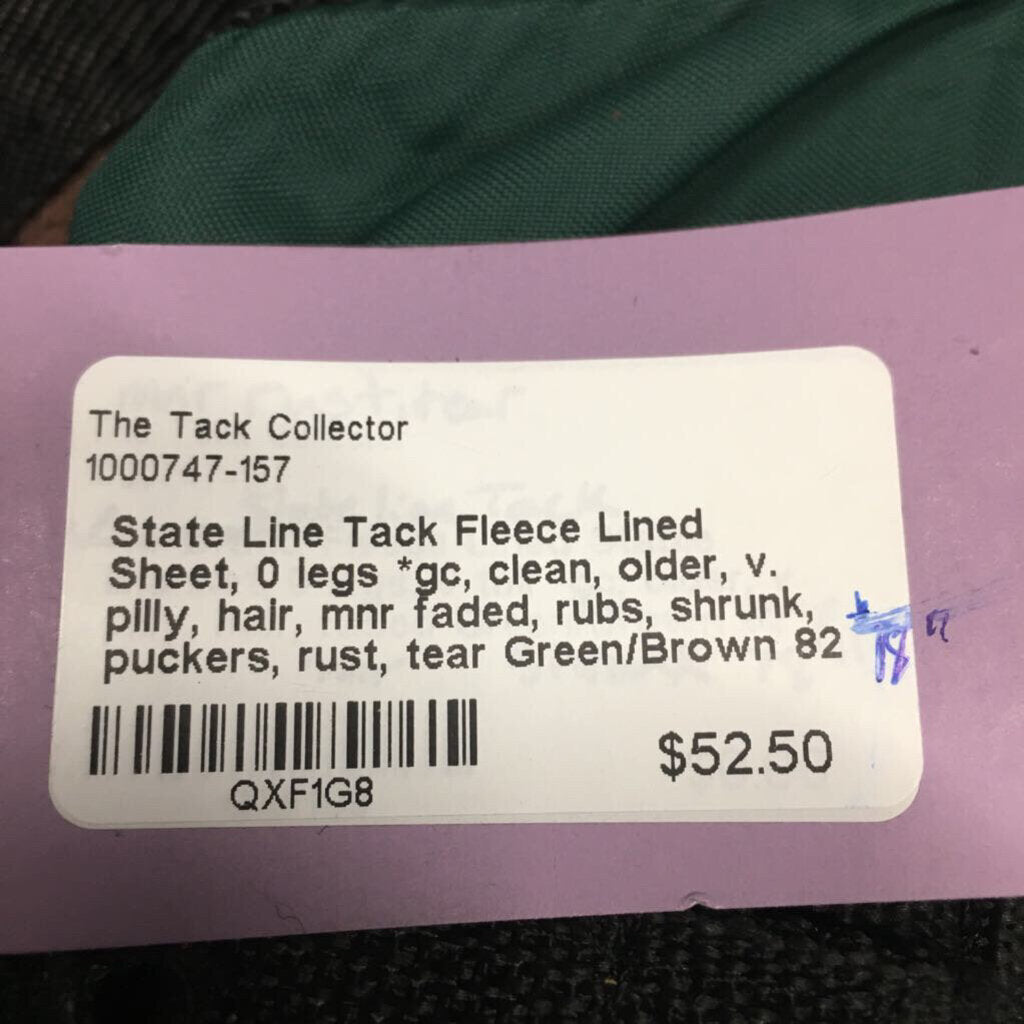 The Tack Collector
1000747-157
State Line Tack Fleece Lined
Sheet, 0 legs *gc, clean, older, v.
pilly, hair, mnr faded, rubs, shrunk,
puckers, rust, tear Green/Brown 82
78
QXF1G8
$52.50